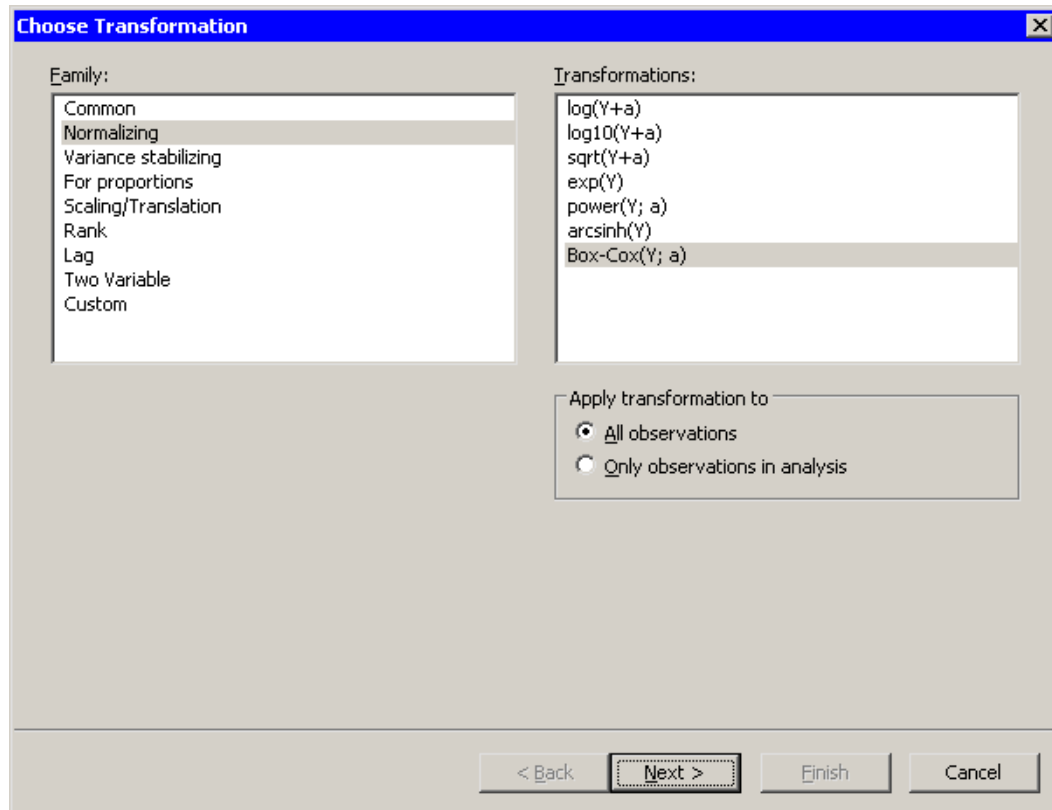 Choose Transformation
Family:
Common
Normalizing
Variance stabilizing
For proportions
Scaling/Translation
Rank
Lag
Two Variable
Custom
Transformations:
log(Y+a)
log10(Y+a)
sqrt(Y+a)
exp(Y)
power(Y; a)
arcsinh(Y)
Box-Cox(Y; a)
Apply transformation to
All observations
Only observations in analysis
< Back Next > Finish Cancel